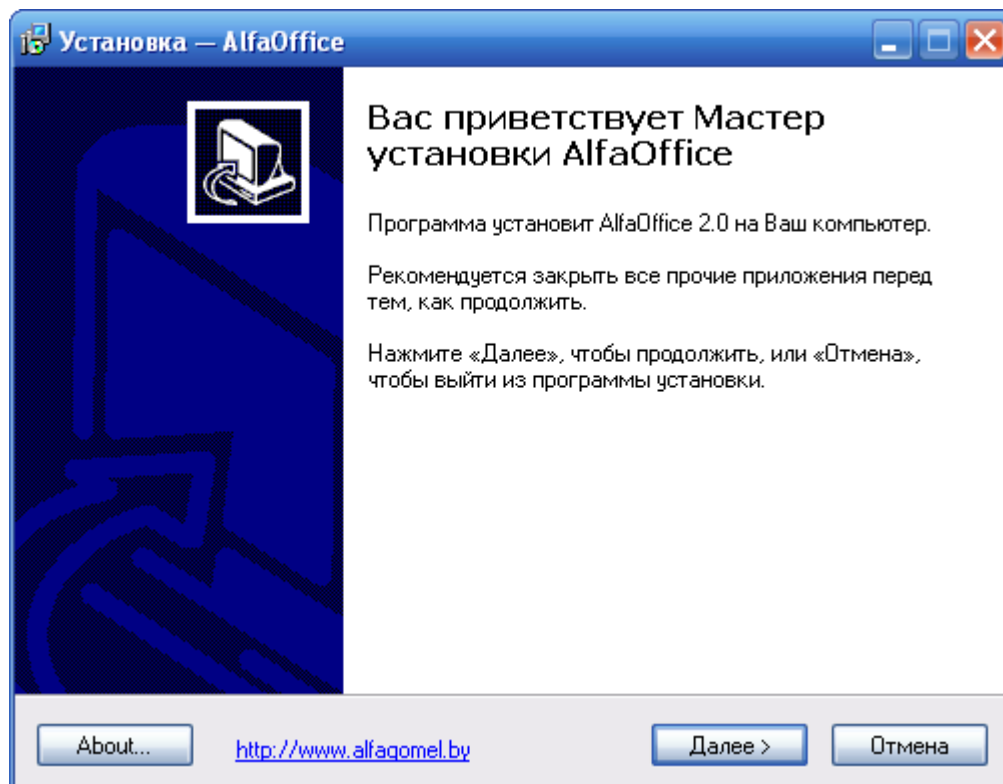 Установка — AlfaOffice
Вас приветствует Мастер
установки AlfaOffice
Программа установит AlfaOffice 2.0 на Ваш компьютер.
Рекомендуется закрыть все прочие приложения перед
тем, как продолжить.
Нажмите «Далее», чтобы продолжить, или «Отмена»,
чтобы выйти из программы установки.
About...
http://www.alfagomel.by
Далее >
Отмена